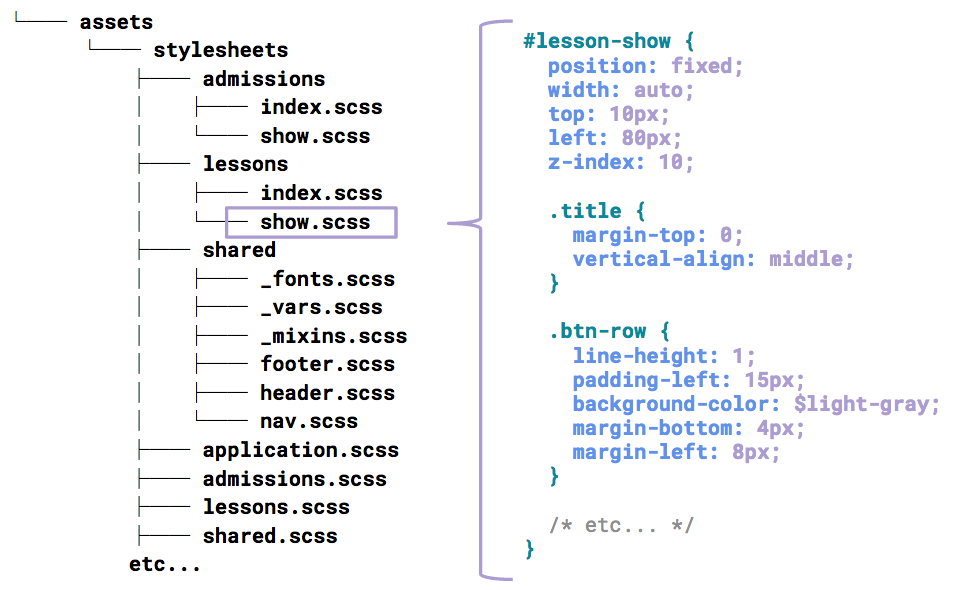 assets
stylesheets
admissions
index.scss
show.scss
lessons
index.scss
show.scss
shared
_fonts.scss
_vars.scss
_mixins.scss
footer.scss
header.scss
nav.scss
application.scss
admissions.scss
lessons.scss
shared.scss
etc...
#lesson-show {
position: fixed;
width: auto;
top: 10px;
left: 80px;
z-index: 10;
.title {
margin-top: 0;
vertical-align: middle;
}
.btn-row {
line-height: 1;
padding-left: 15px;
background-color: $light-gray;
margin-bottom: 4px;
margin-left: 8px;
}
/* etc... */
}